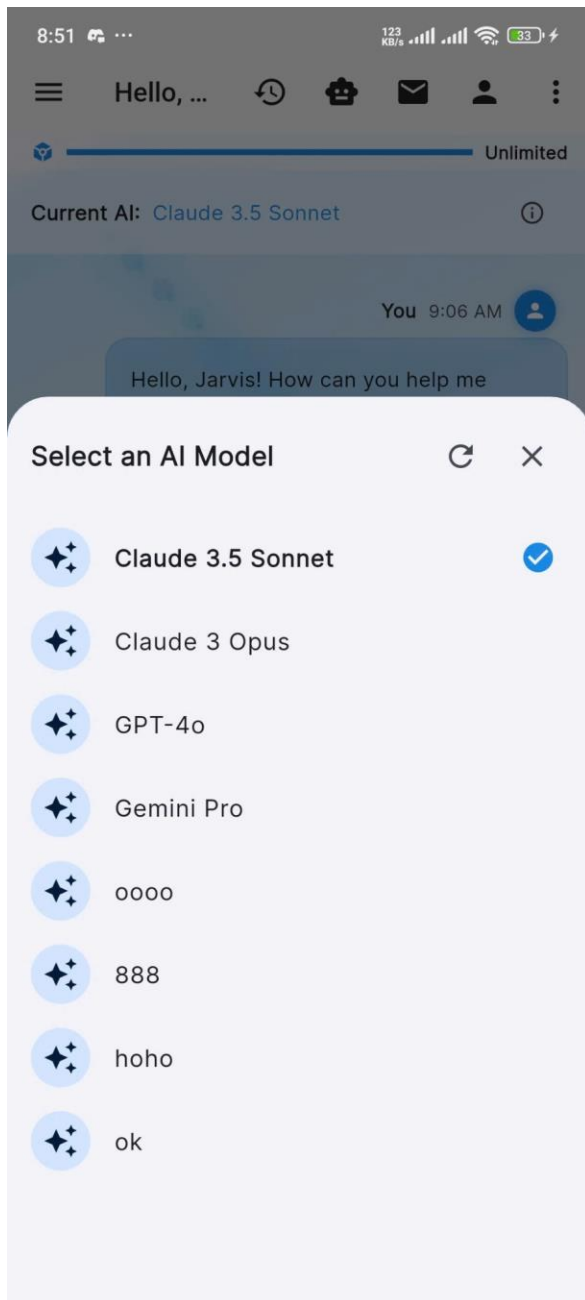 8:51 ...
123 KB/s 33
Hello, ...
Unlimited
Current AI: Claude 3.5 Sonnet
You 9:06 AM
Hello, Jarvis! How can you help me
Select an AI Model
Claude 3.5 Sonnet
Claude 3 Opus
GPT-4o
Gemini Pro
oooo
888
hoho
ok